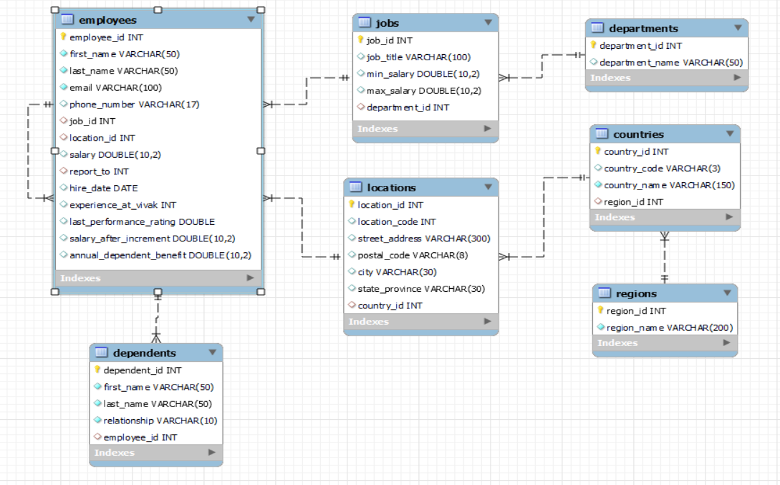 employees
employee_id INT
first_name VARCHAR(50)
last_name VARCHAR(50)
email VARCHAR(100)
phone_number VARCHAR(17)
job_id INT
location_id INT
salary DOUBLE(10,2)
report_to INT
hire_date DATE
experience_at_vivak INT
last_performance_rating DOUBLE
salary_after_increment DOUBLE(10,2)
annual_dependent_benefit DOUBLE(10,2)
Indexes
jobs
job_id INT
job_title VARCHAR(100)
min_salary DOUBLE(10,2)
max_salary DOUBLE(10,2)
department_id INT
Indexes
departments
department_id INT
department_name VARCHAR(50)
Indexes
countries
country_id INT
country_code VARCHAR(3)
country_name VARCHAR(150)
region_id INT
Indexes
locations
location_id INT
location_code INT
street_address VARCHAR(300)
postal_code VARCHAR(8)
city VARCHAR(30)
state_province VARCHAR(30)
country_id INT
Indexes
regions
region_id INT
region_name VARCHAR(200)
Indexes
dependents
dependent_id INT
first_name VARCHAR(50)
last_name VARCHAR(50)
relationship VARCHAR(10)
employee_id INT
Indexes